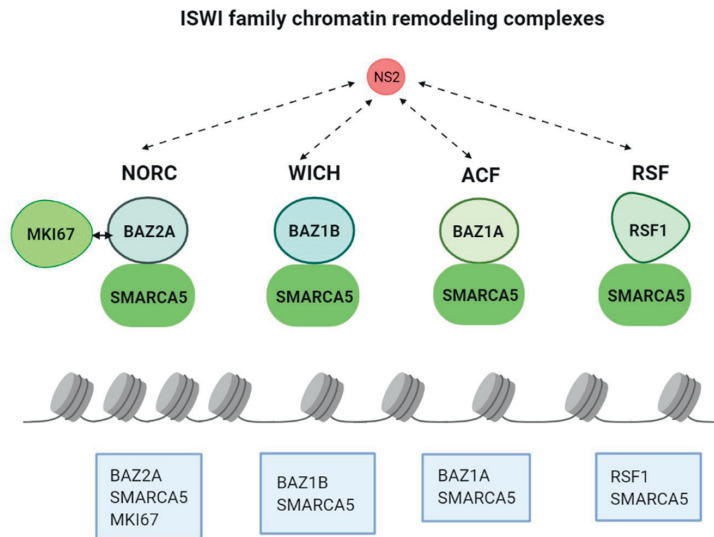 ISWI family chromatin remodeling complexes
NS2
NORC
WICH
ACF
RSF
MKI67
BAZ2A
BAZ1B
BAZ1A
RSF1
SMARCA5
SMARCA5
SMARCA5
SMARCA5
BAZ2A
SMARCA5
MKI67
BAZ1B
SMARCA5
BAZ1A
SMARCA5
RSF1
SMARCA5